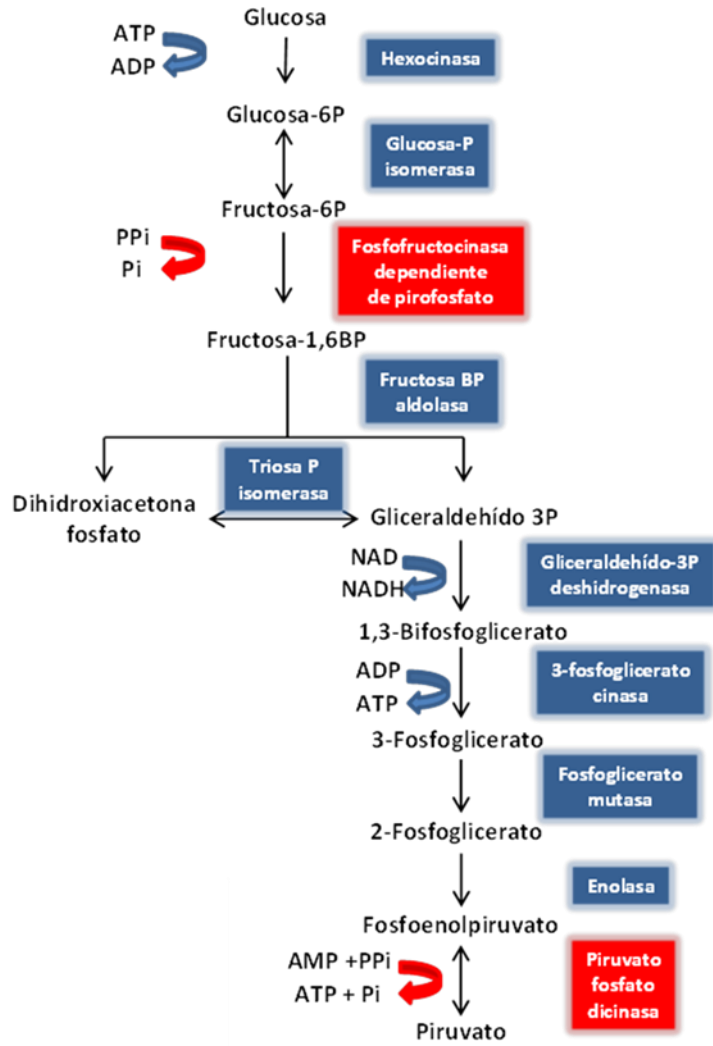 Glucosa
ATP
ADP
Hexocinasa
Glucosa-6P
Glucosa-P
isomerasa
Fructosa-6P
PPi
Pi
Fosfofructocinasa
dependiente
de pirofosfato
Fructosa-1,6BP
Fructosa BP
aldolasa
Triosa P
isomerasa
Dihidroxiacetona
fosfato
Gliceraldehído 3P
NAD
NADH
Gliceraldehído-3P
deshidrogenasa
1,3-Bifosfoglicerato
ADP
ATP
3-fosfoglicerato
cinasa
3-Fosfoglicerato
Fosfoglicerato
mutasa
2-Fosfoglicerato
Enolasa
Fosfoenolpiruvato
AMP +PPi
ATP + Pi
Piruvato
fosfato
dicinasa
Piruvato